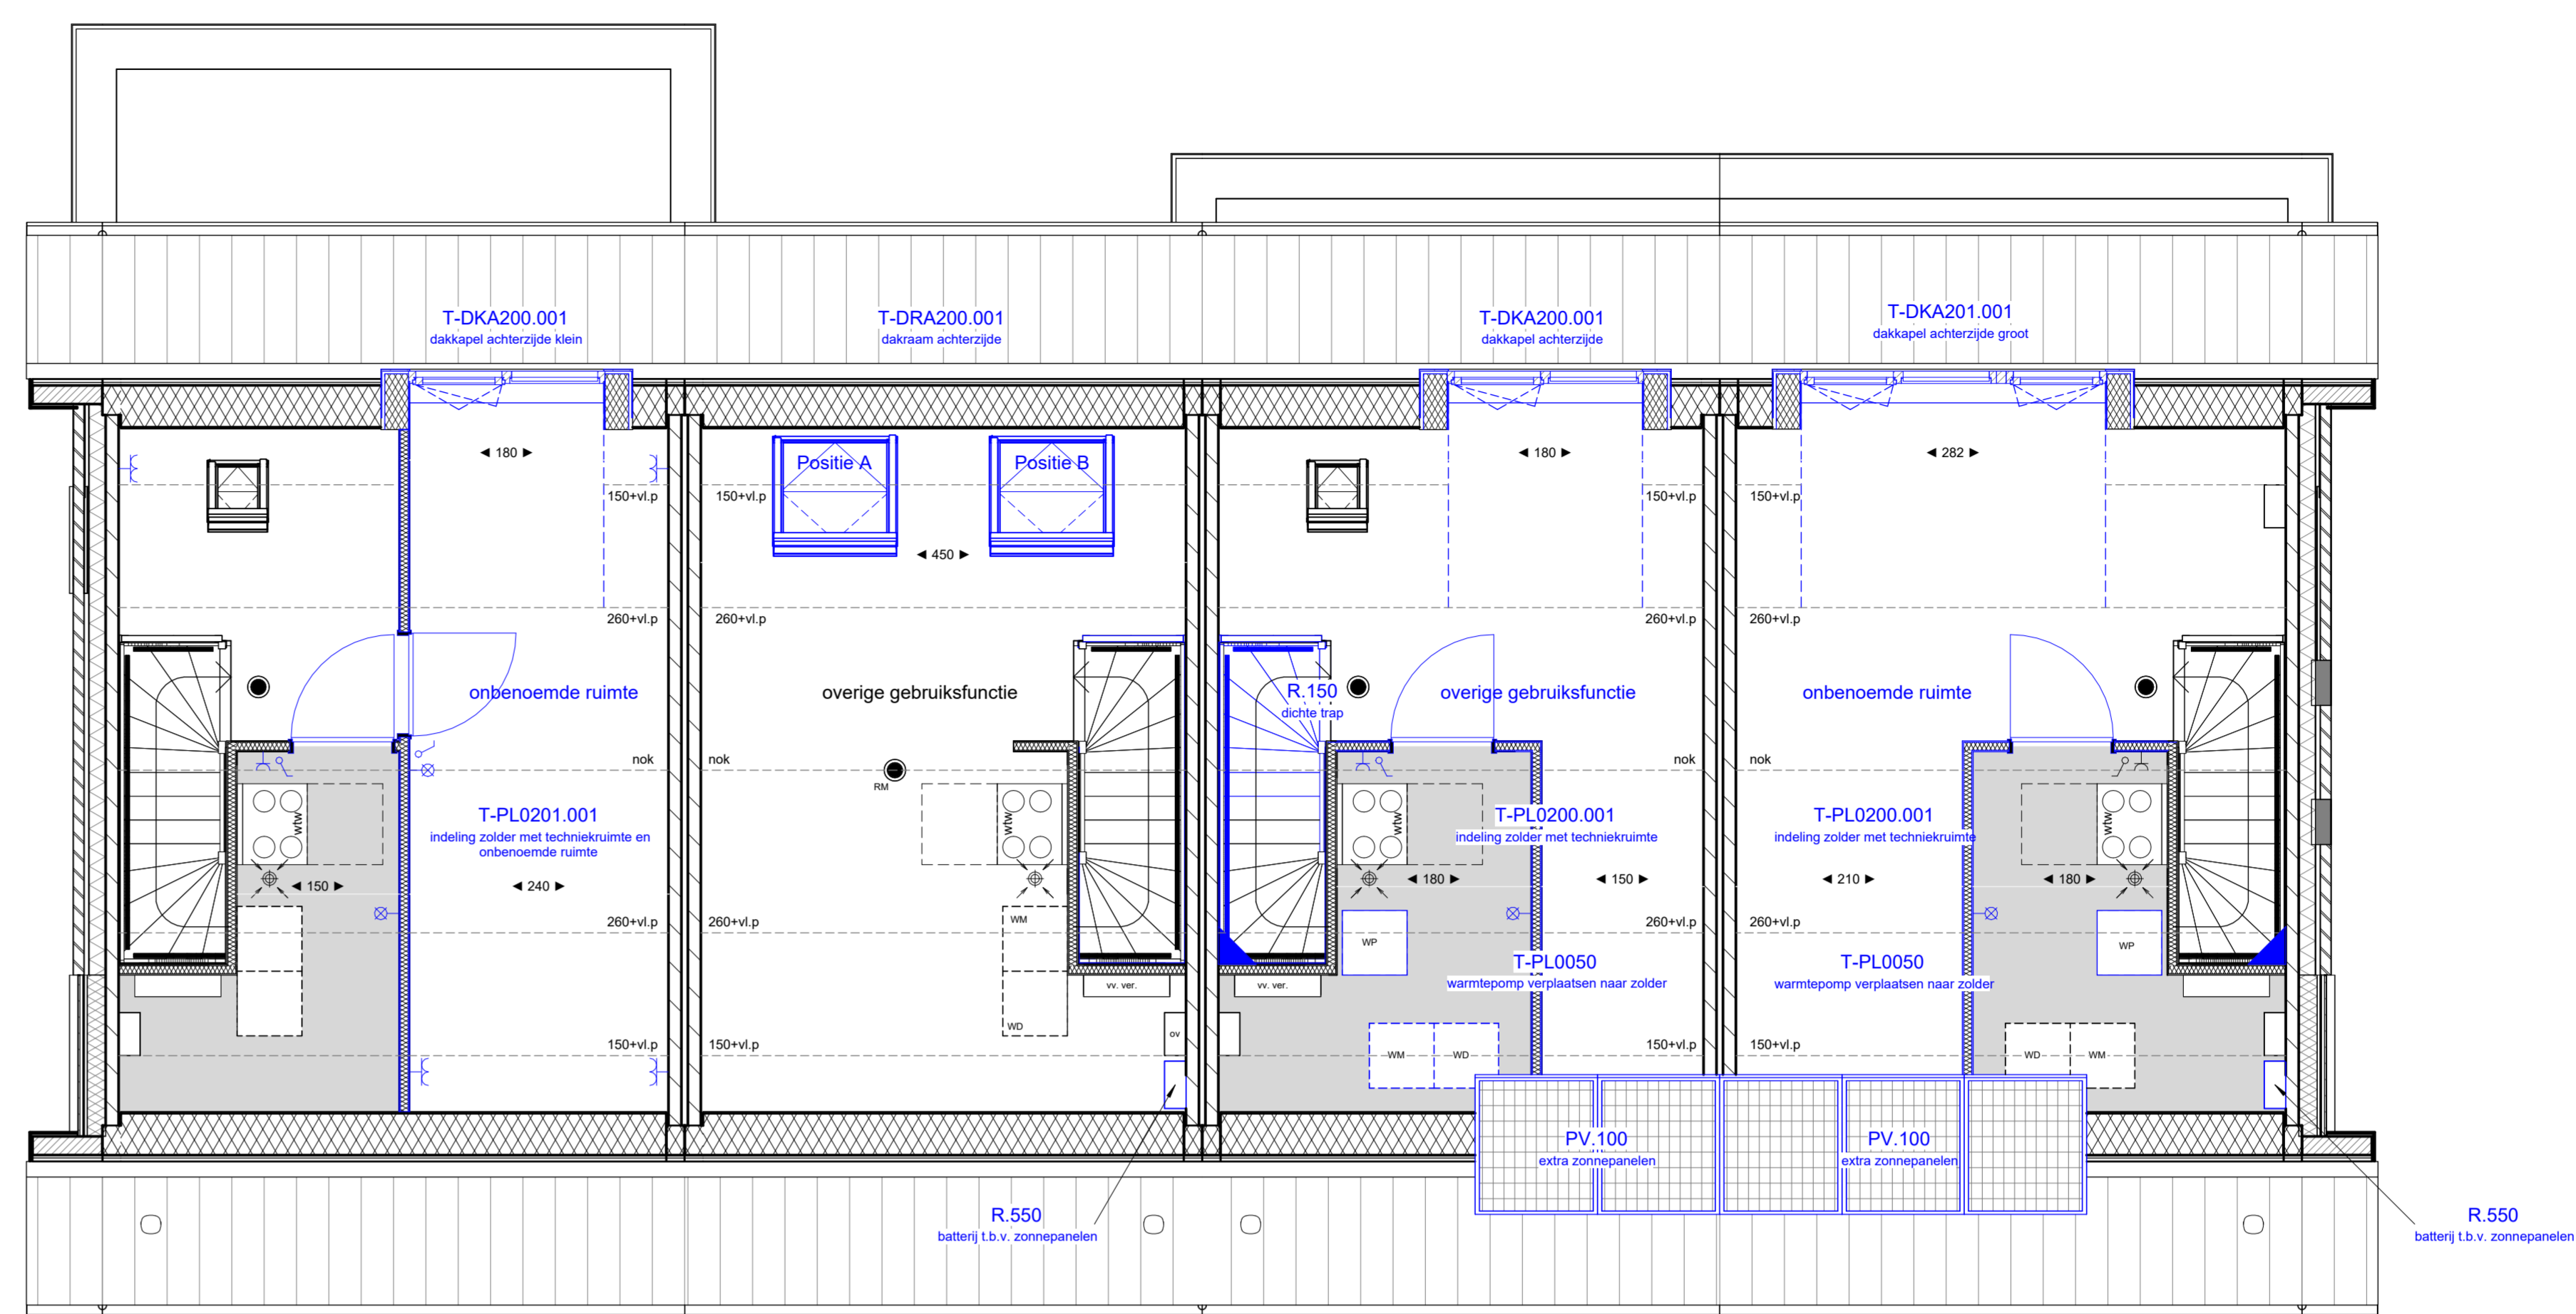 T-DKA200.001
dakkapel achterzijde klein
T-DRA200.001
dakraam achterzijde
T-DKA200.001
dakkapel achterzijde
T-DKA201.001
dakkapel achterzijde groot
◄ 180 ►
Positie A
Positie B
◄ 180 ►
◄ 282 ►
150+vl.p
150+vl.p
150+vl.p
150+vl.p
◄ 450 ►
260+vl.p
260+vl.p
260+vl.p
260+vl.p
onbenoemde ruimte
overige gebruiksfunctie
R.150
dichte trap
overige gebruiksfunctie
onbenoemde ruimte
nok
nok
nok
nok
RM
wtw
T-PL0201.001
indeling zolder met techniekruimte en
onbenoemde ruimte
wtw
wtw
T-PL0200.001
indeling zolder met techniekruimte
T-PL0200.001
indeling zolder met techniekruimte
wtw
◄ 150 ►
◄ 240 ►
◄ 180 ►
◄ 150 ►
◄ 210 ►
◄ 180 ►
260+vl.p
260+vl.p
WM
260+vl.p
260+vl.p
WP
WP
T-PL0050
warmtepomp verplaatsen naar zolder
T-PL0050
warmtepomp verplaatsen naar zolder
vv. ver.
vv. ver.
WD
ov
150+vl.p
150+vl.p
WM
WD
150+vl.p
150+vl.p
WD
WM
PV.100
extra zonnepanelen
PV.100
extra zonnepanelen
R.550
batterij t.b.v. zonnepanelen
R.550
batterij t.b.v. zonnepanelen